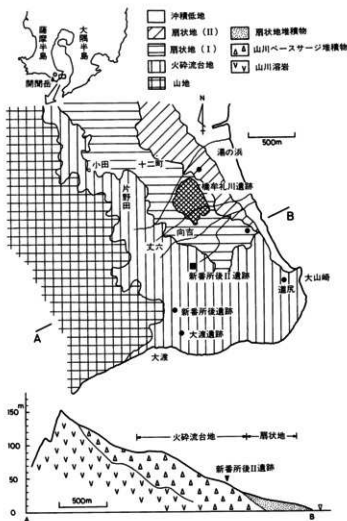 薩摩半島
大隅半島
開聞岳
沖積低地
扇状地(II)
扇状地(I)
火砕流台地
山地
扇状地堆積物
山川ベースサージ堆積物
山川溶岩
N
500m
湯の浜
小田
十二町
橋牟礼川遺跡
片野田
B
向吉
丈六
新番所後II遺跡
大山崎
道尻
新番所後遺跡
A
大渡遺跡
大渡
m
150
100
50
0
火砕流台地
扇状地
新番所後II遺跡
500m
A
B